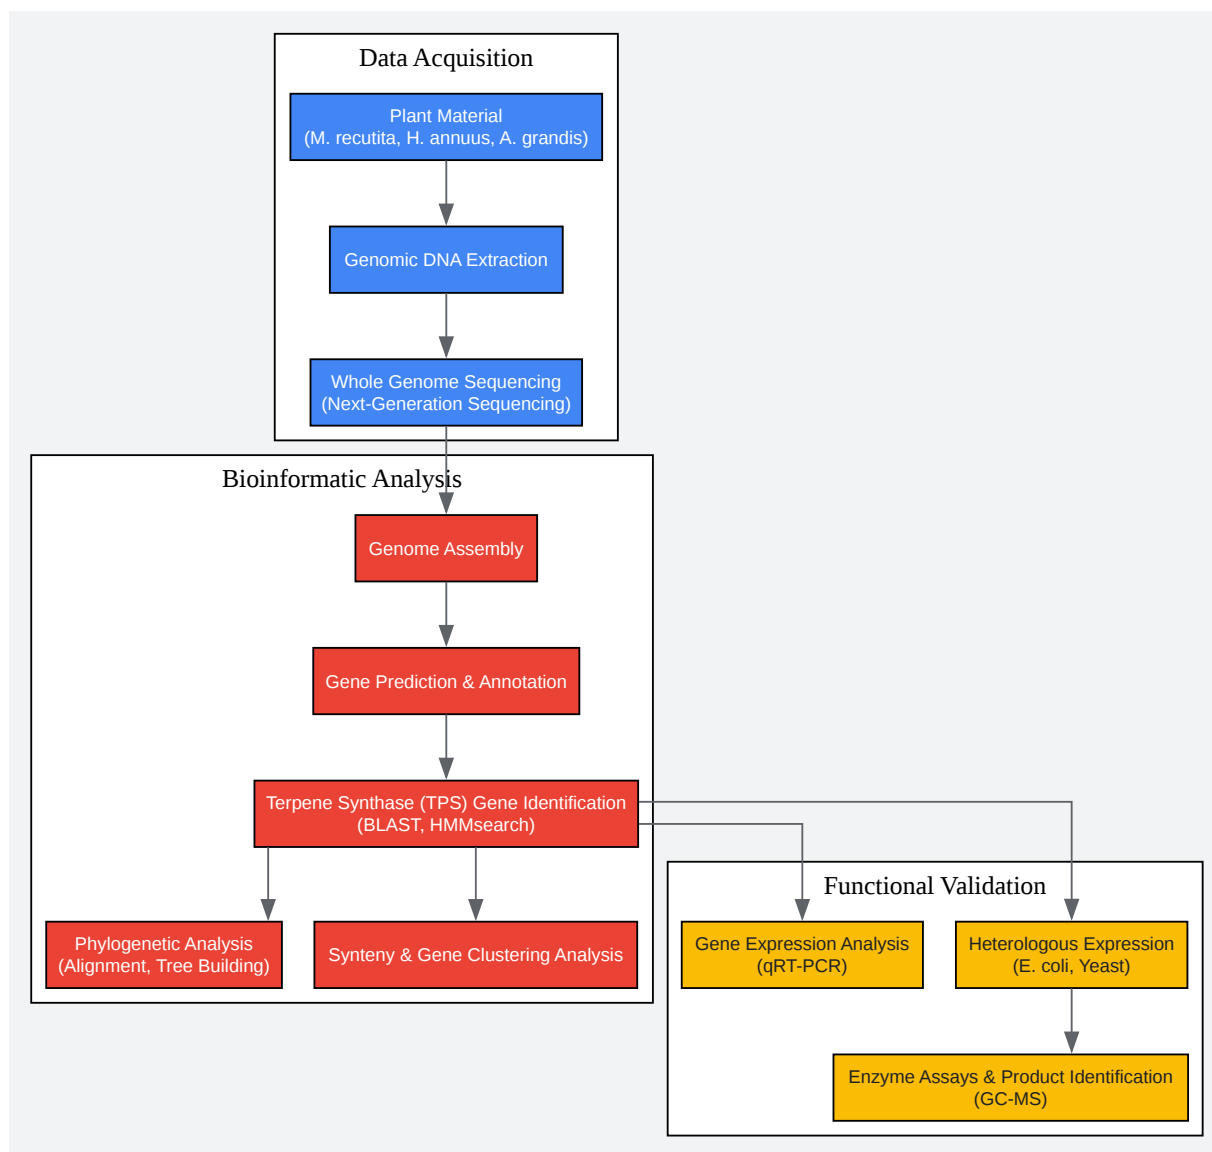 Data Acquisition
Plant Material
(M. recutita, H. annuus, A. grandis)
Genomic DNA Extraction
Whole Genome Sequencing
(Next-Generation Sequencing)
Bioinformatic Analysis
Genome Assembly
Gene Prediction & Annotation
Terpene Synthase (TPS) Gene Identification
(BLAST, HMMsearch)
Phylogenetic Analysis
(Alignment, Tree Building)
Synteny & Gene Clustering Analysis
Functional Validation
Gene Expression Analysis
(qRT-PCR)
Heterologous Expression
(E. coli, Yeast)
Enzyme Assays & Product Identification
(GC-MS)